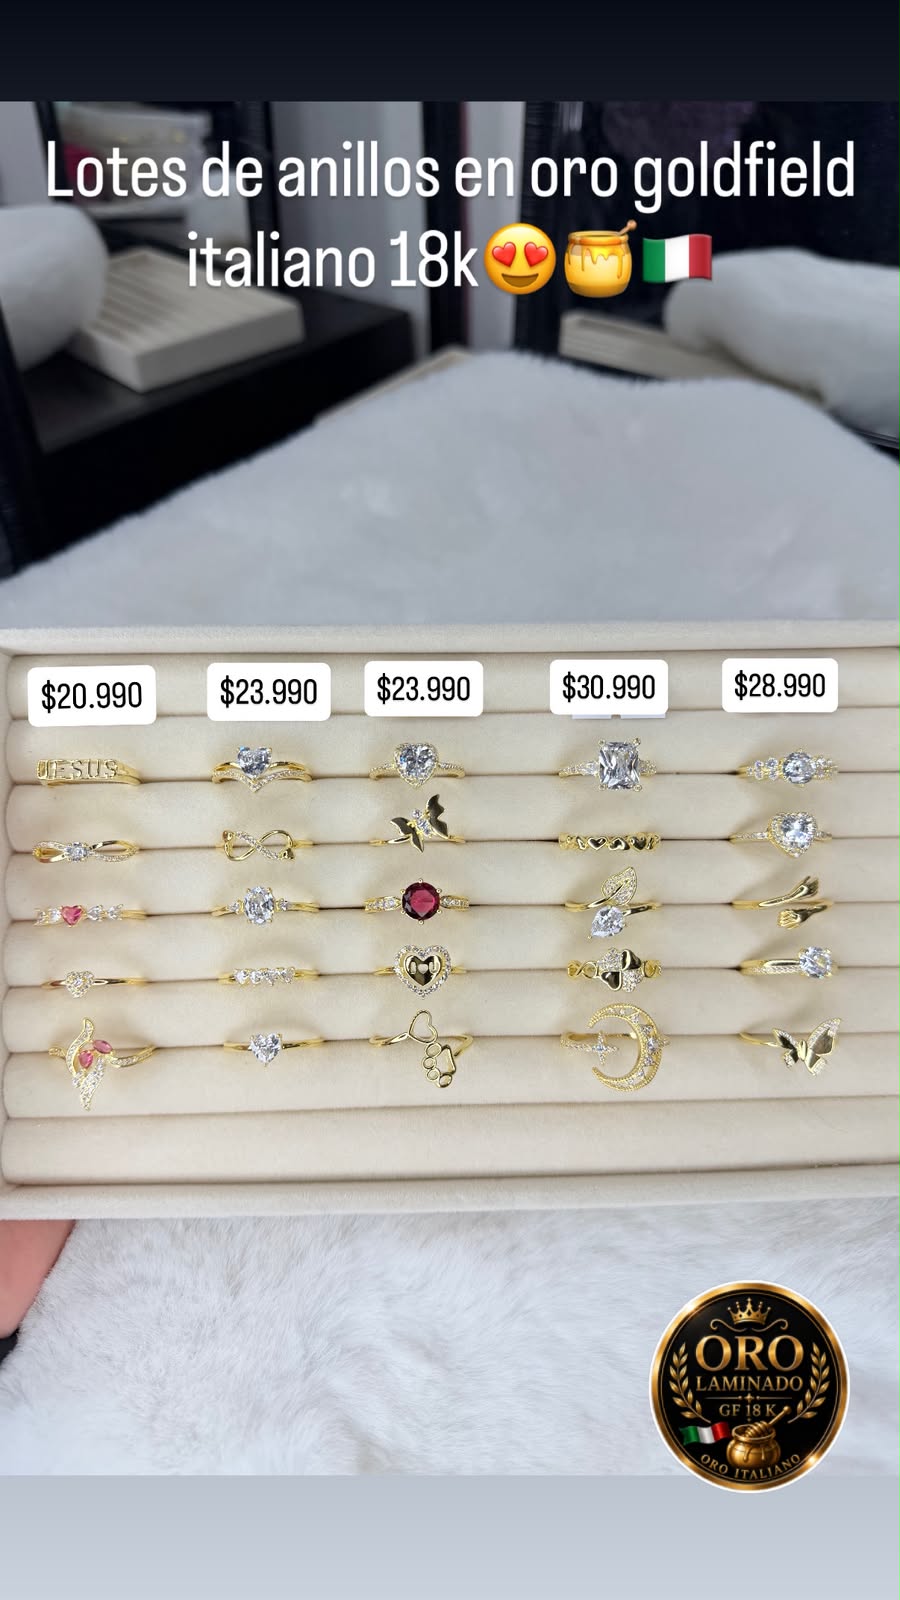 Lotes de anillos en oro goldfield
italiano 18k😍🍯🇮🇹
$20.990
$23.990
$23.990
$30.990
$28.990
JESUS
ORO
LAMINADO
GF 18 K
ORO ITALIANO